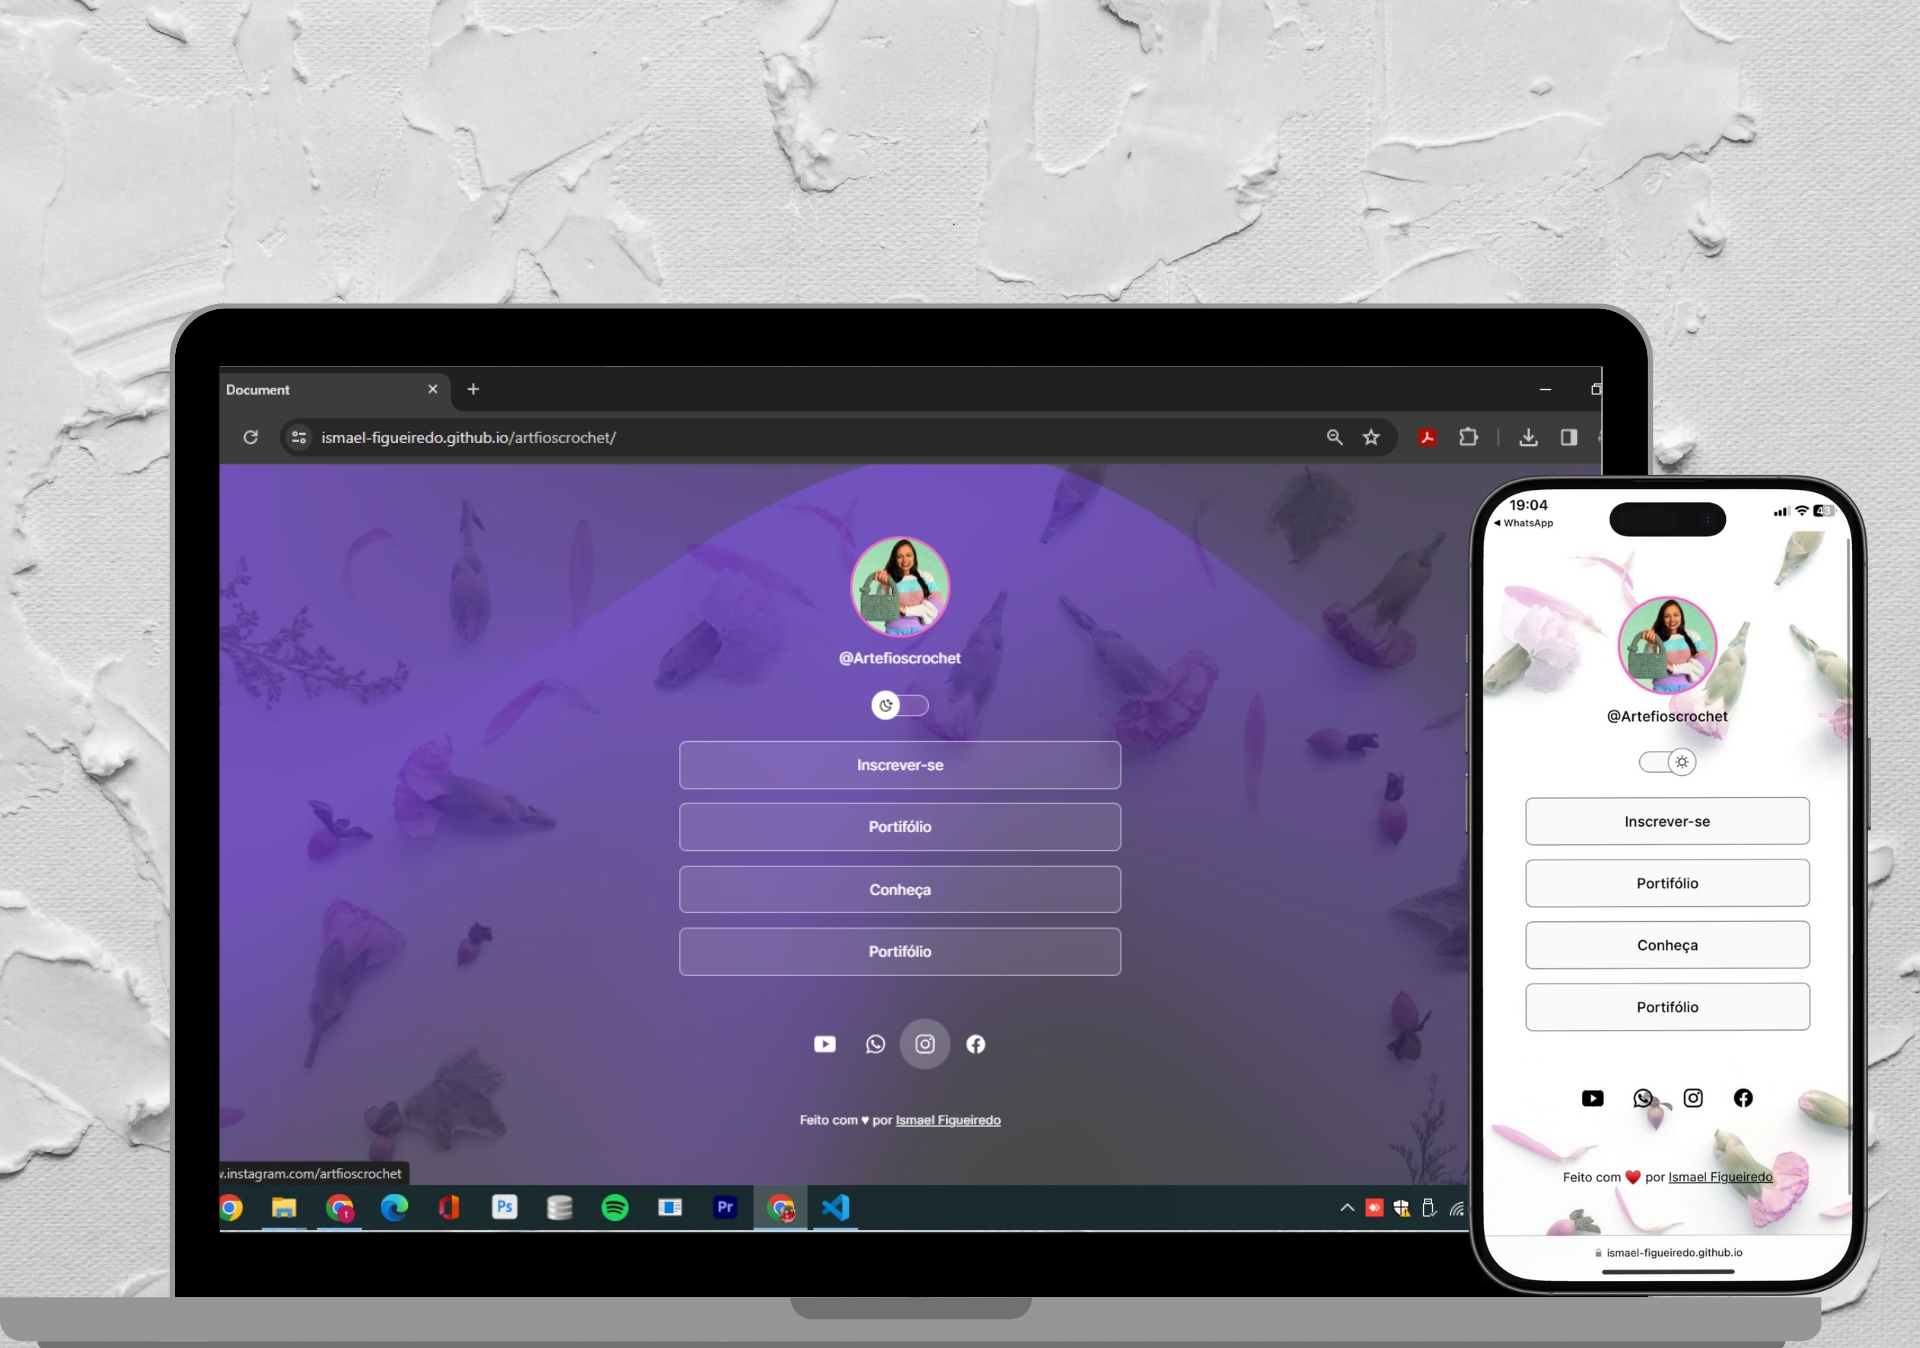 Document
ismael-figueiredo.github.io/artfioscrochet/
@Artefioscrochet
Inscrever-se
Portifólio
Conheça
Portifólio
Feito com ♥ por Ismael Figueiredo
.instagram.com/artfioscrochet
Ps
Pr
t
19:04
WhatsApp
43
@Artefioscrochet
Inscrever-se
Portifólio
Conheça
Portifólio
Feito com ❤️ por Ismael Figueiredo
ismael-figueiredo.github.io